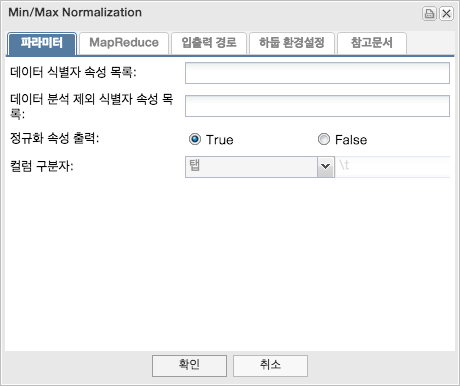 Min/Max Normalization
파라미터 MapReduce 입출력 경로 하둡 환경설정 참고문서
데이터 식별자 속성 목록:
데이터 분석 제외 식별자 속성 목
록:
정규화 속성 출력: True False
컬럼 구분자: 탭 \t
확인 취소